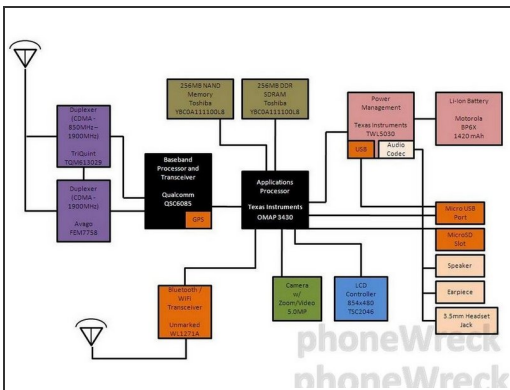 256MB NAND
Memory
Toshiba
YBC0A111100L8
256MB DDR
SDRAM
Toshiba
YBC0A111100L8
Power
Management
Texas Instruments
TWL5030
USB
Audio
Codec
Li-Ion Battery
Motorola
BP6X
1420 mAh
Duplexer
(CDMA -
850MHz –
1900MHz)
TriQuint
TQM613029
Baseband
Processor and
Transceiver
Qualcomm
QSC6085
GPS
Applications
Processor
Texas Instruments
OMAP 3430
Duplexer
(CDMA -
1900MHz)
Avago
FEM7758
Micro USB
Port
MicroSD
Slot
Speaker
Earpiece
3.5mm Headset
Jack
Bluetooth /
WiFi
Transceiver
Unmarked
WL1271A
Camera
w/
Zoom/Video
5.0MP
LCD
Controller
854x480
TSC2046
phoneWreck
phoneWreck